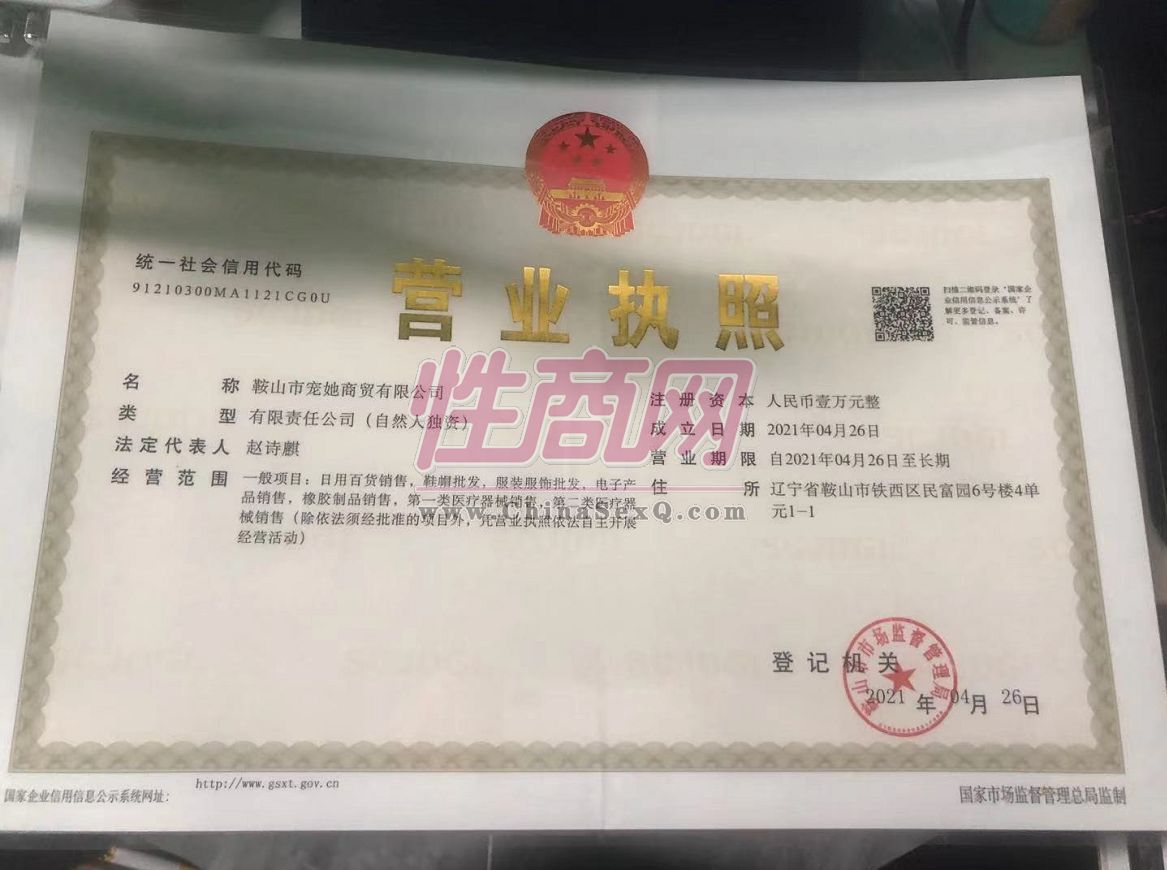 统一社会信用代码
91210300MA1121CG0U
营业执照
扫描二维码登录‘国家企
业信用信息公示系统’了
解更多登记、备案、许
可、监管信息。
名称 鞍山市宠她商贸有限公司
类型 有限责任公司（自然人独资）
法定代表人 赵诗麒
经营范围 一般项目：日用百货销售，鞋帽批发，服装服饰批发，电子产
品销售，橡胶制品销售，第一类医疗器械销售，第二类医疗器
械销售（除依法须经批准的项目外，凭营业执照依法自主开展
经营活动）
注册资本 人民币壹万元整
成立日期 2021年04月26日
营业期限 自2021年04月26日至长期
住所 辽宁省鞍山市铁西区民富园6号楼4单
元1-1
性商网
www.ChinaSexQ.com
登记机关
鞍山市市场监督管理局
2021年04月26日
国家企业信用信息公示系统网址：
http://www.gsxt.gov.cn
国家市场监督管理总局监制